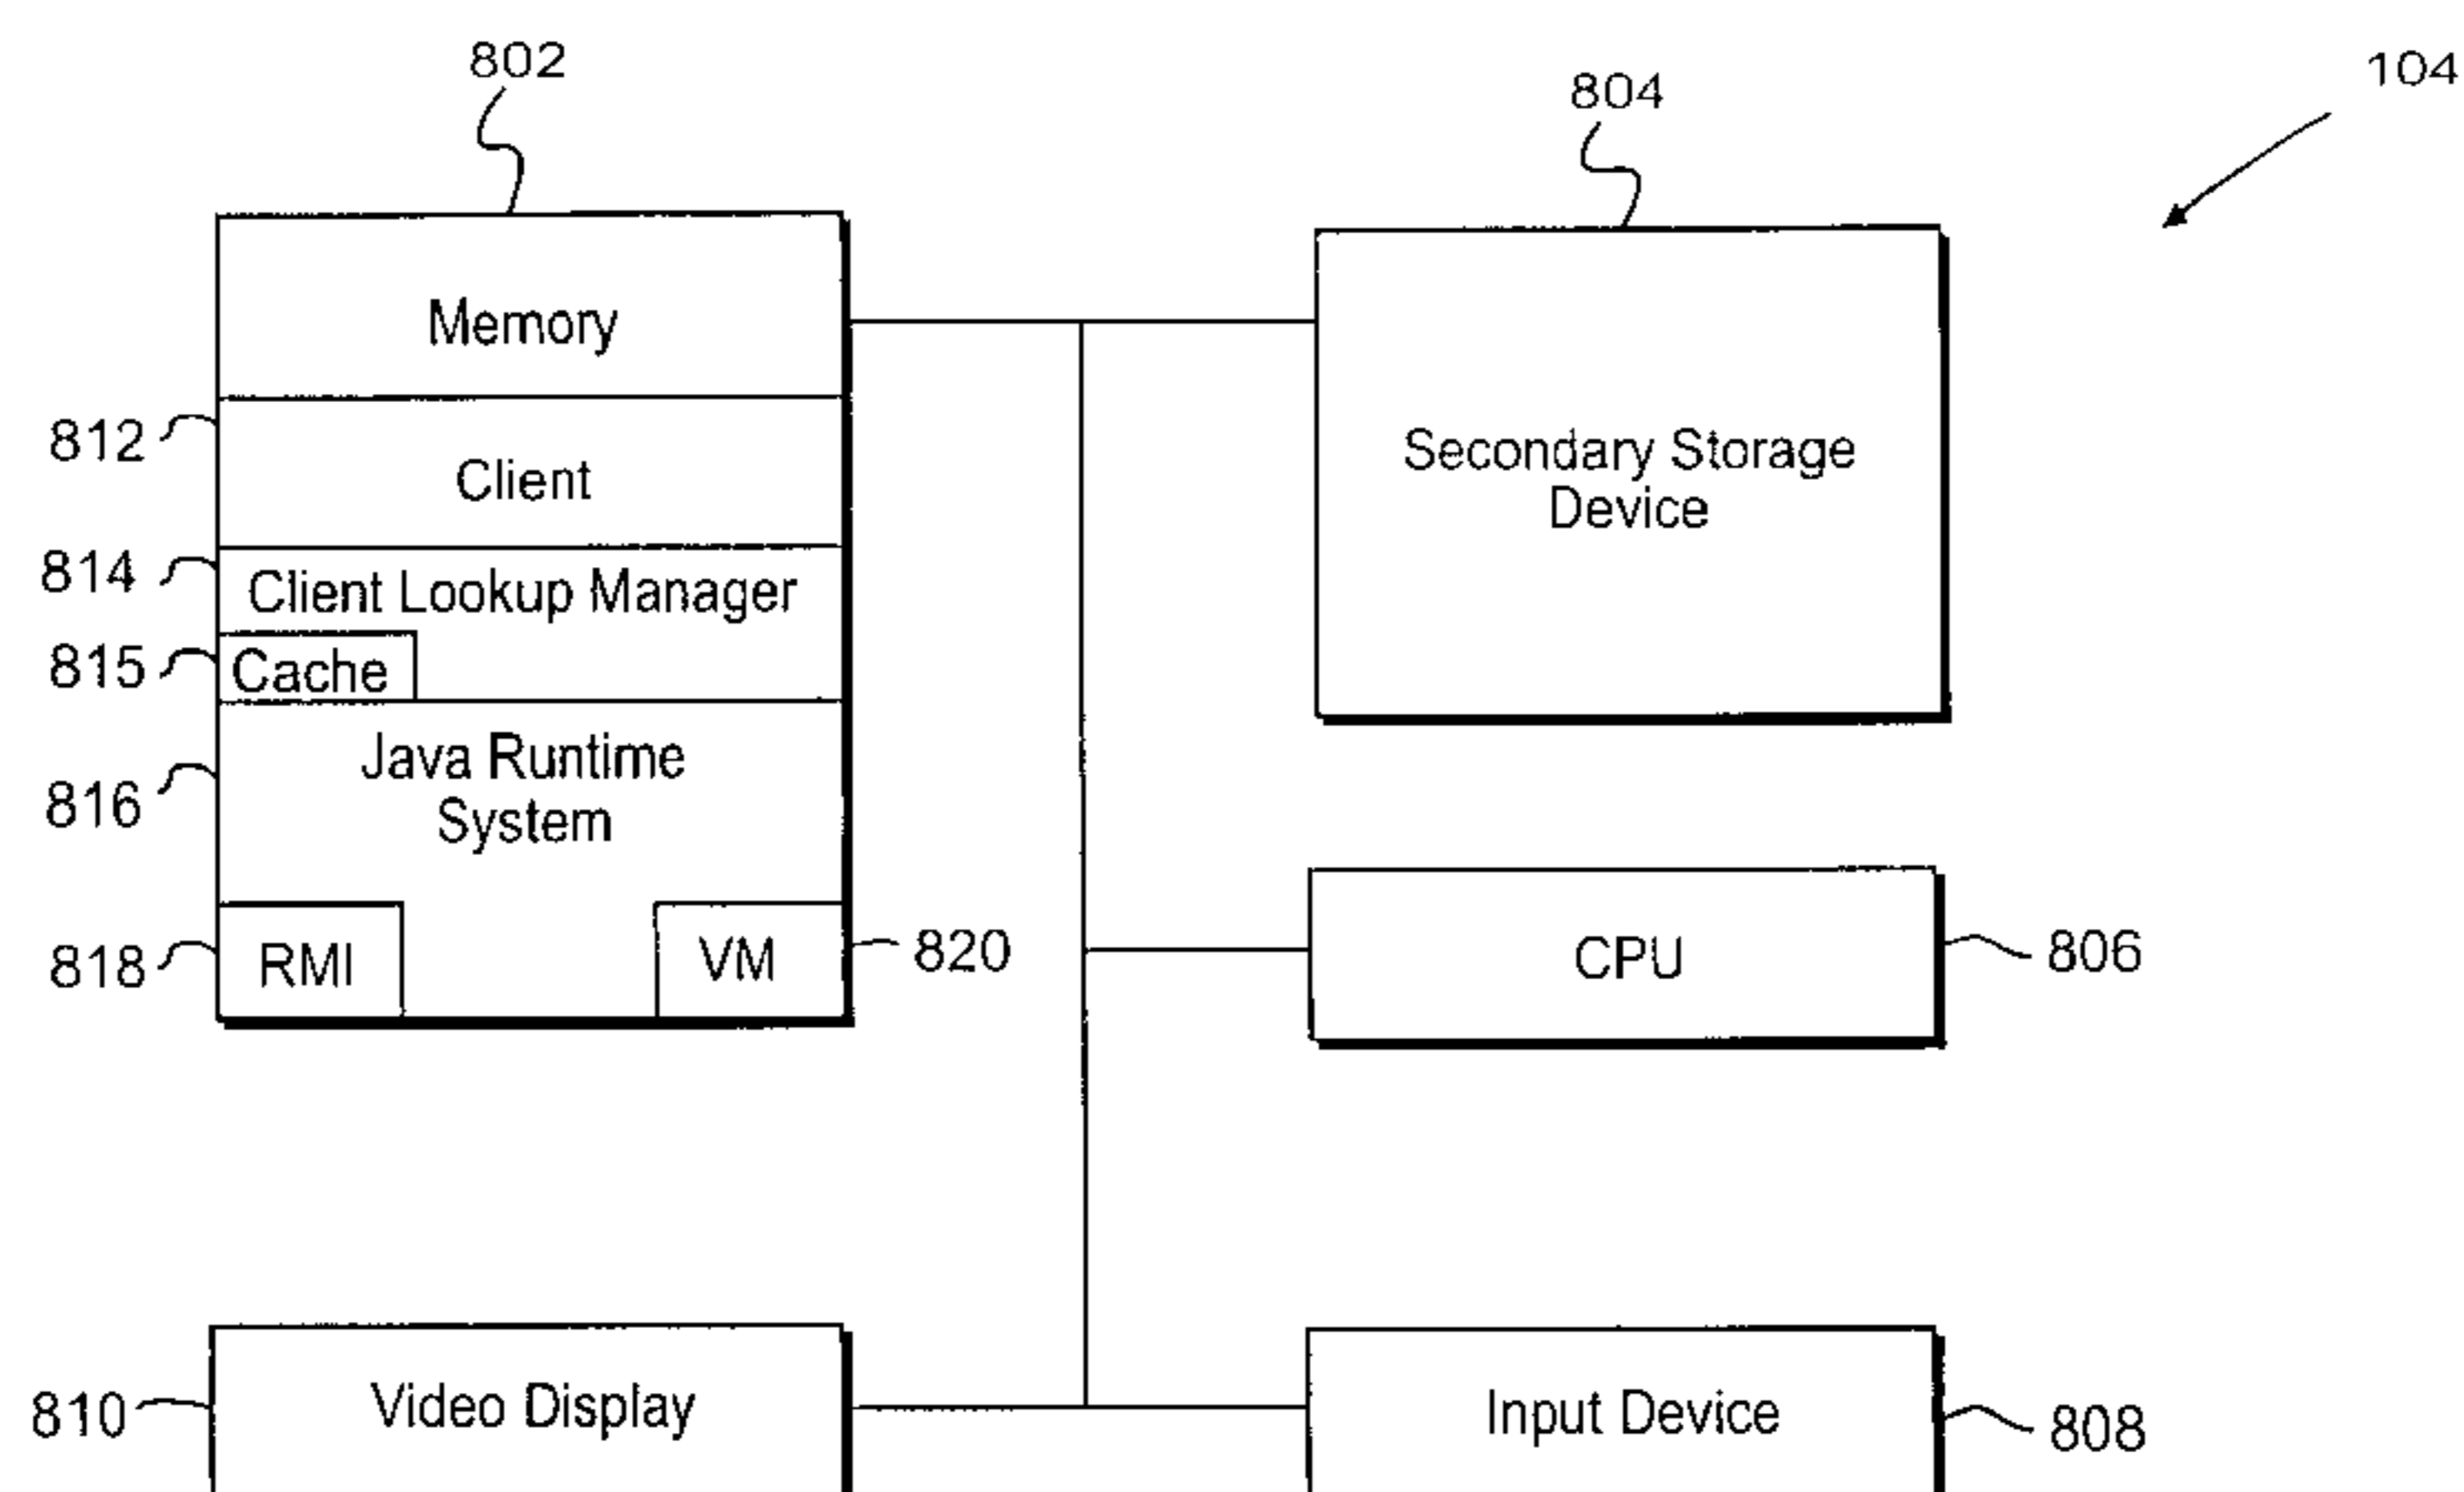 802
804
104
Memory
812
Client
Secondary Storage
Device
814
Client Lookup Manager
815
Cache
816
Java Runtime
System
818
RMI
VM
820
CPU
806
810
Video Display
Input Device
808